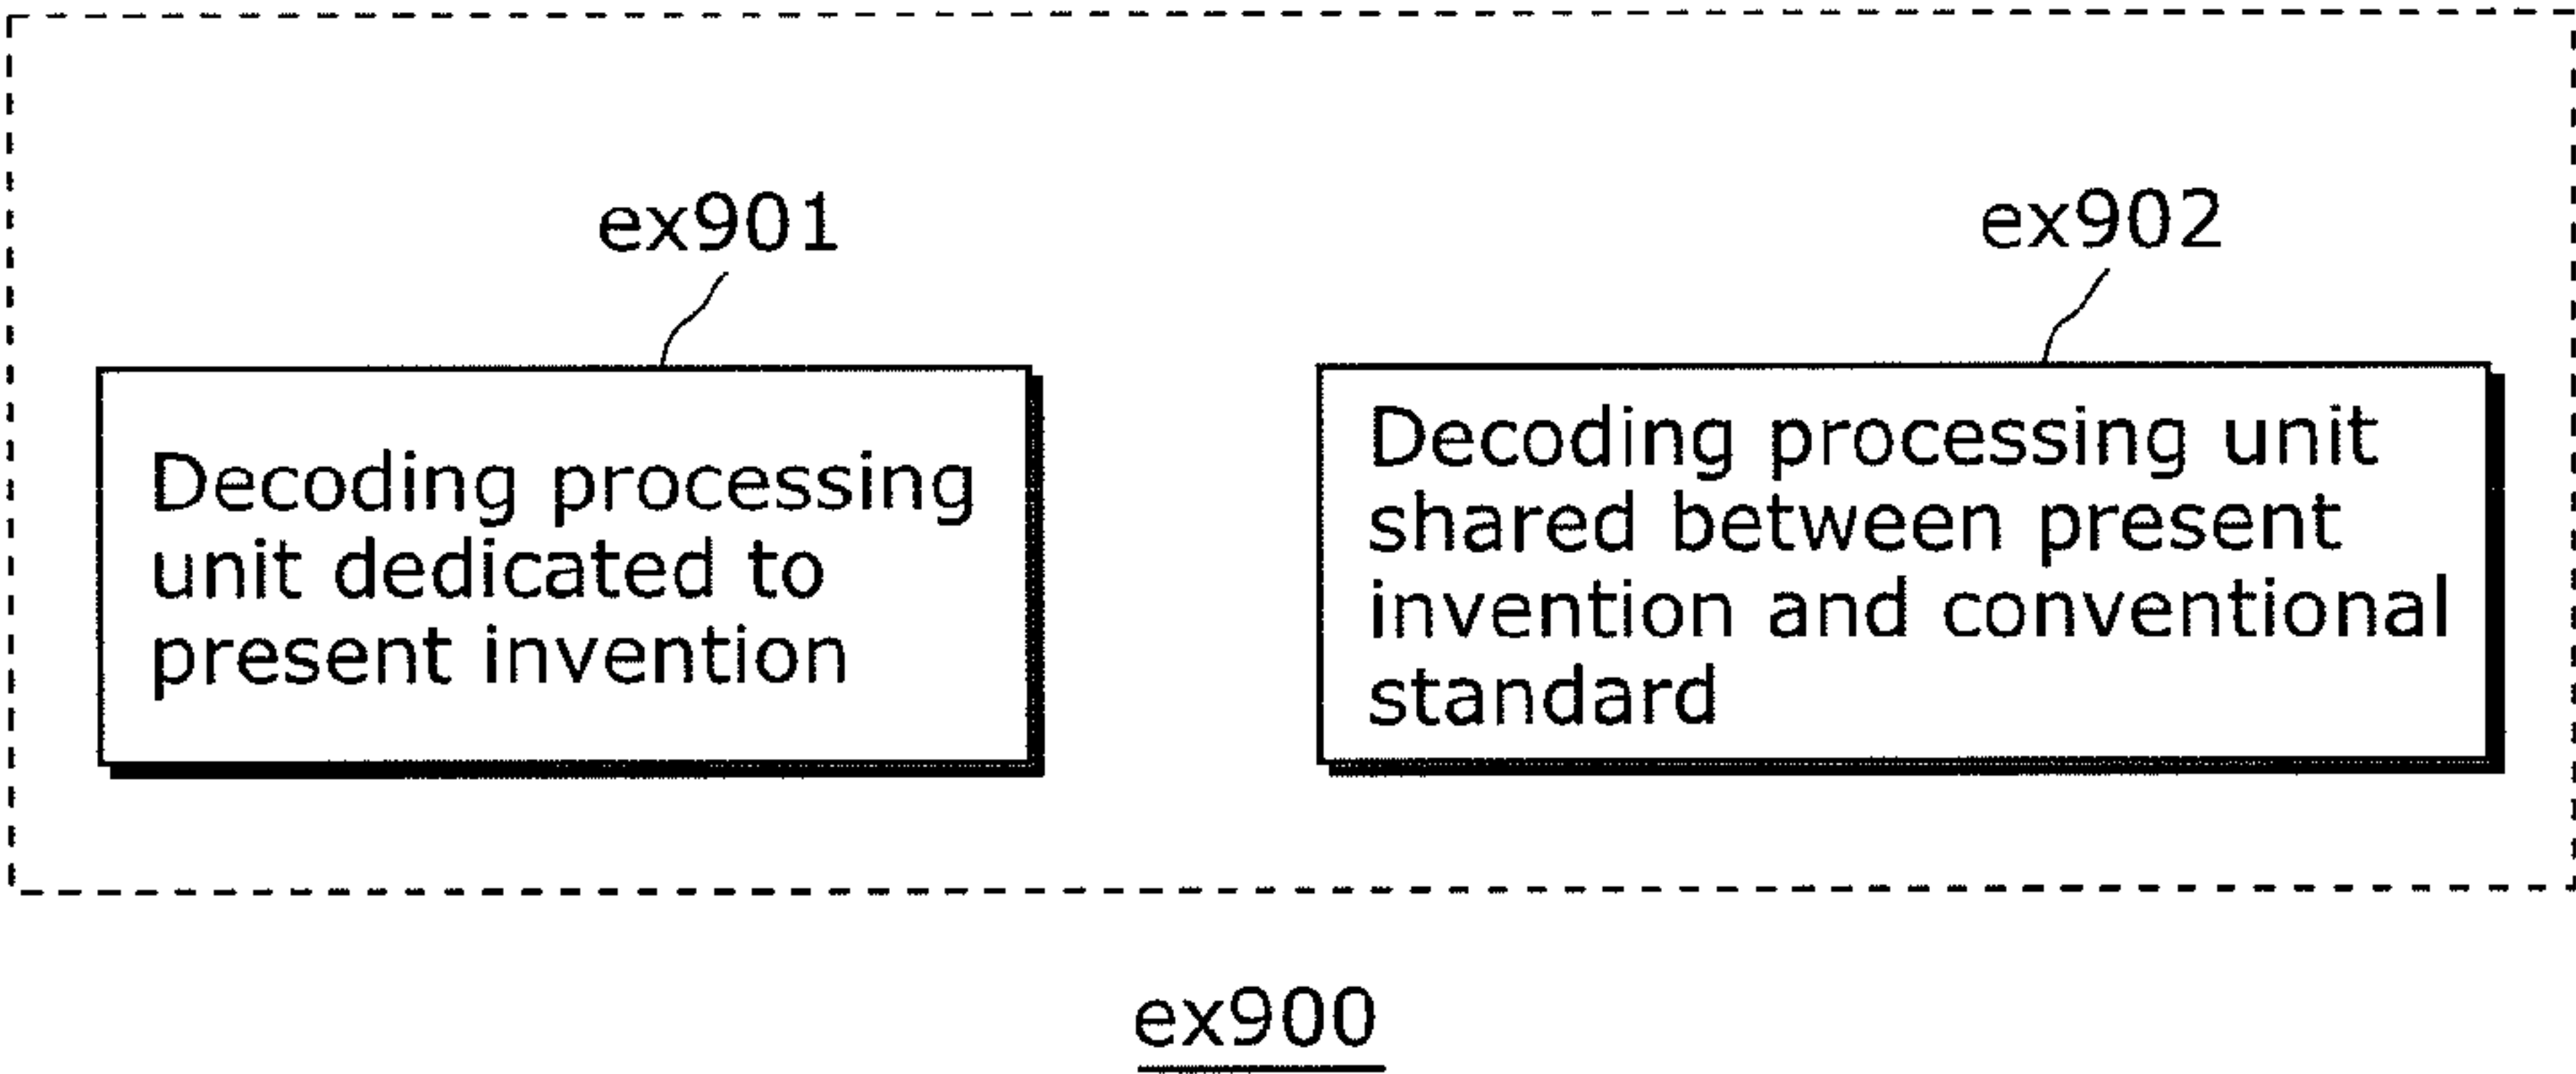 ex901
Decoding processing
unit dedicated to
present invention
ex902
Decoding processing unit
shared between present
invention and conventional
standard
ex900